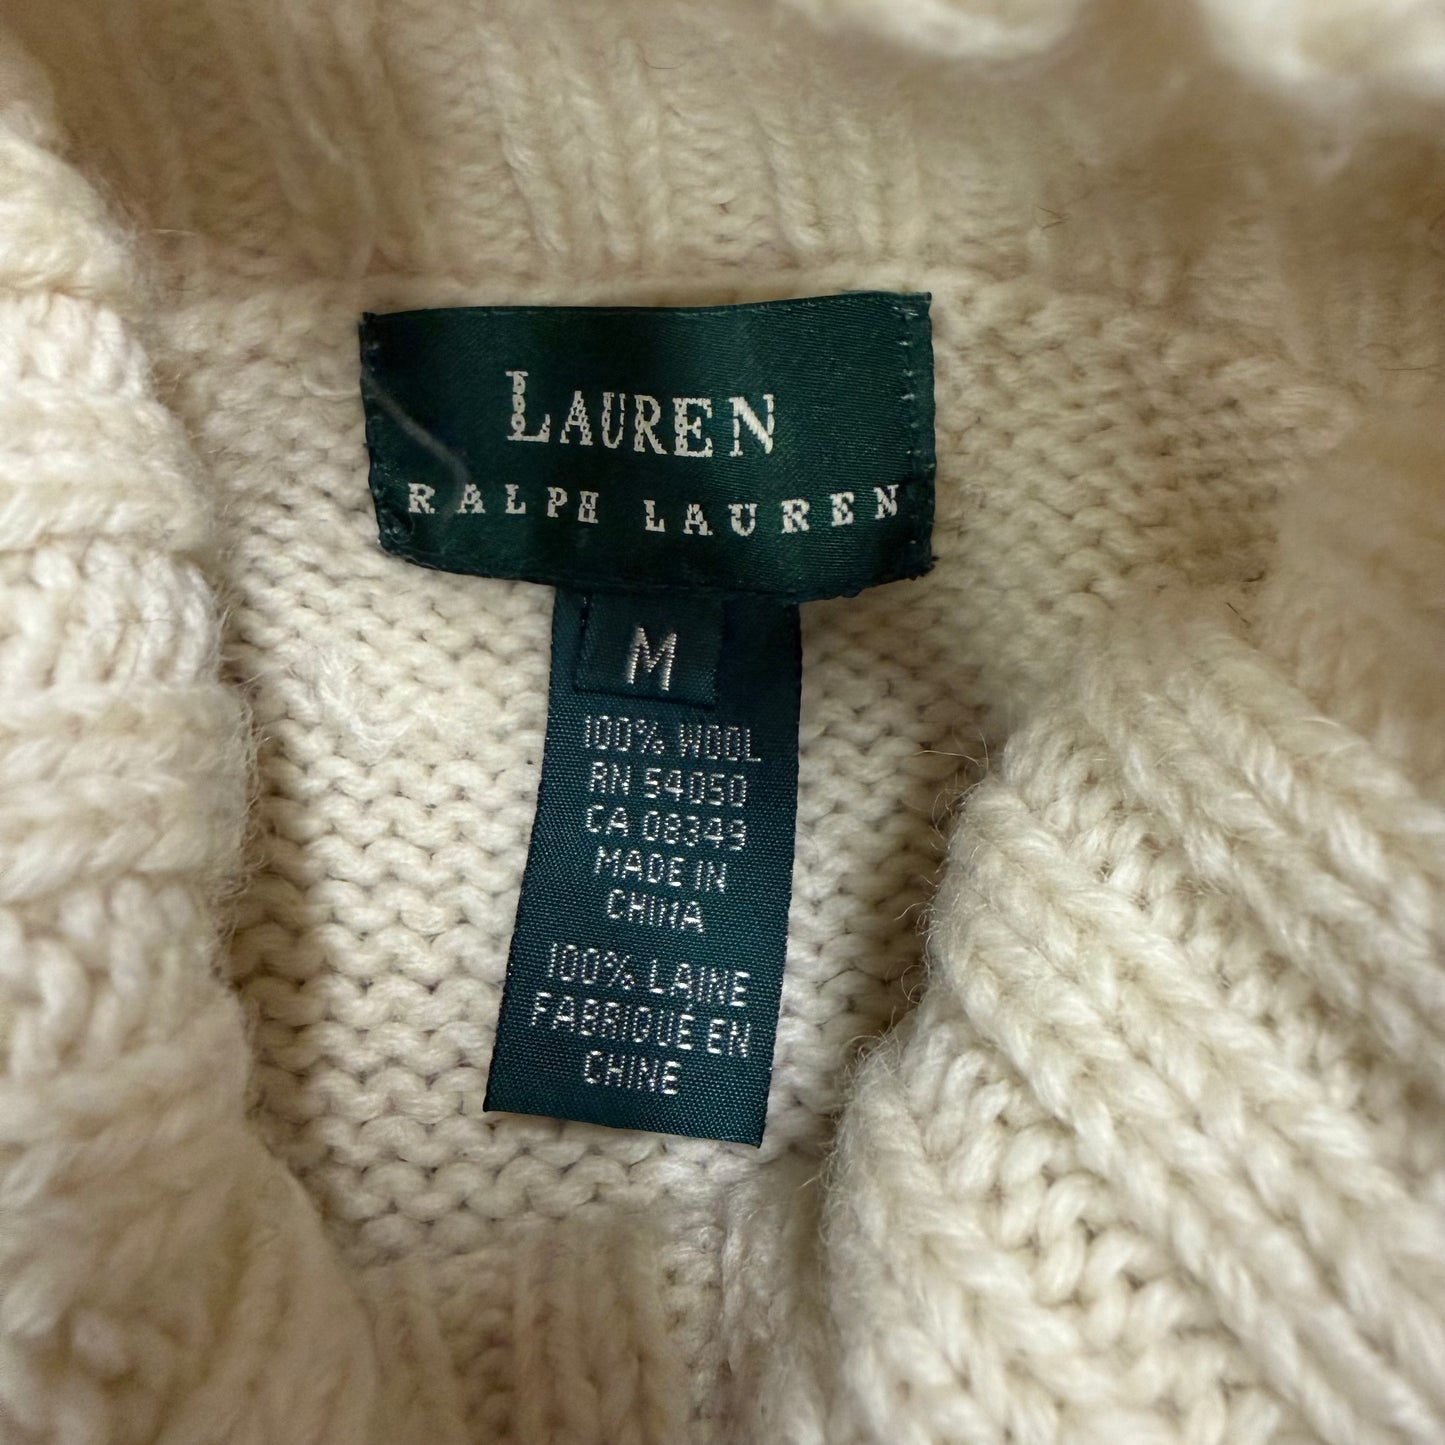 LAUREN
RALPH LAUREN
M
100% WOOL
RN 54050
CA 08349
MADE IN
CHINA
100% LAINE
FABRIQUE EN
CHINE